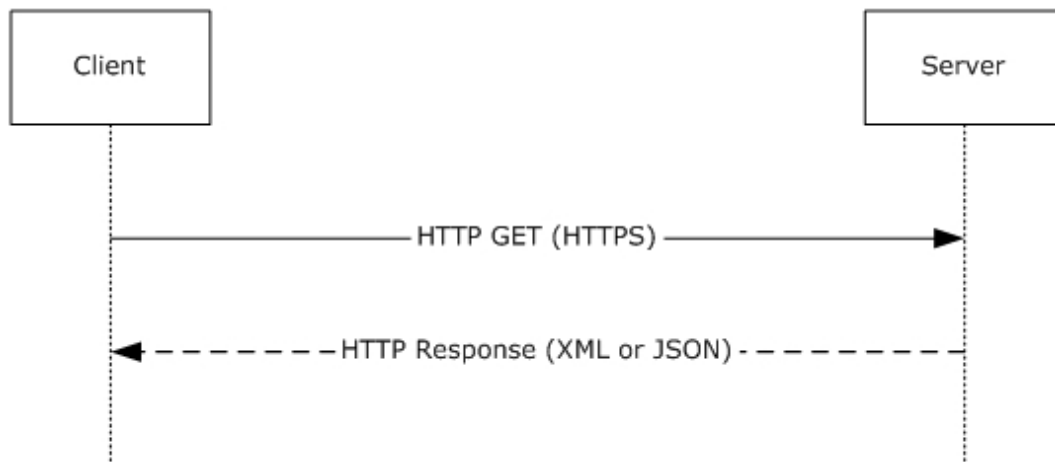 Client
Server
HTTP GET (HTTPS)
HTTP Response (XML or JSON)